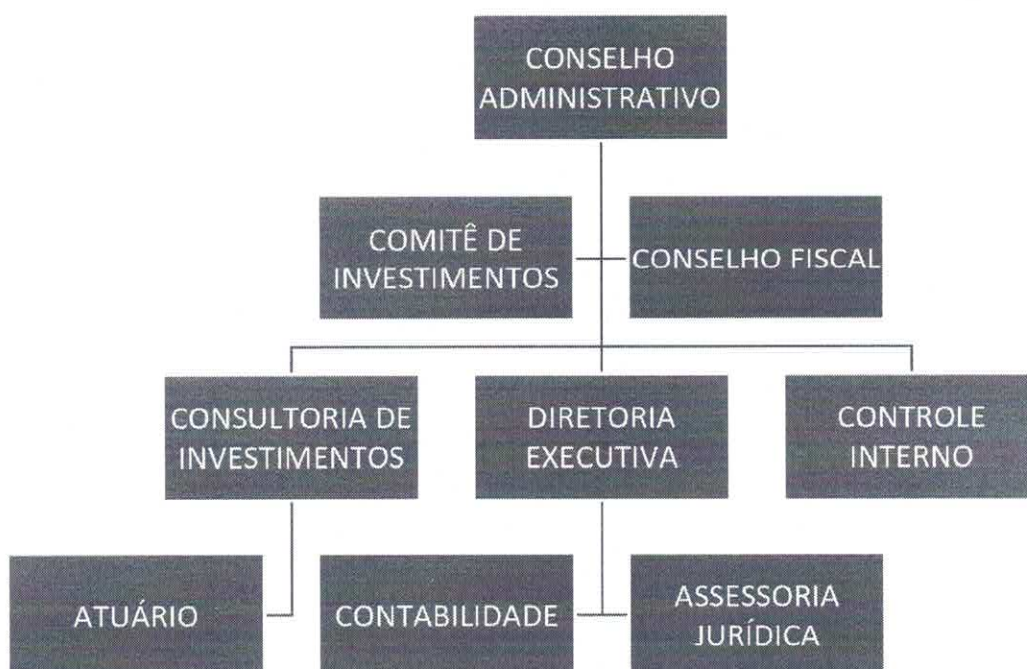 CONSELHO
ADMINISTRATIVO
COMITÊ DE
INVESTIMENTOS
CONSELHO FISCAL
CONSULTORIA DE
INVESTIMENTOS
DIRETORIA
EXECUTIVA
CONTROLE
INTERNO
ATUÁRIO
CONTABILIDADE
ASSESSORIA
JURÍDICA